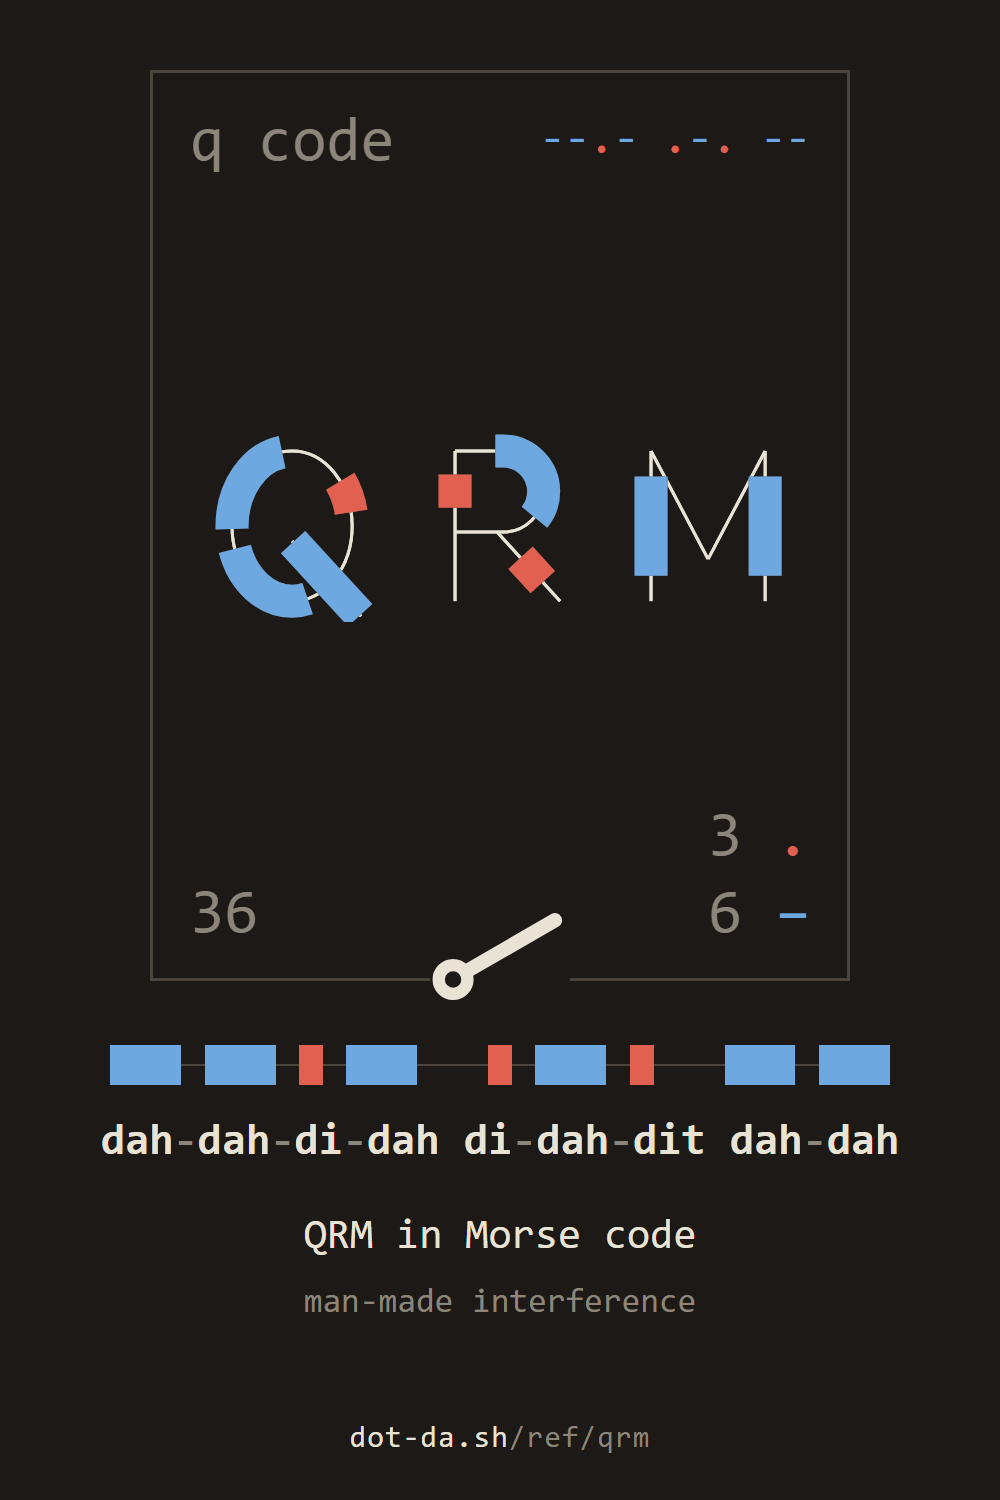 q code --.- .-. --
QRM
3 .
36 6 -
dah-dah-di-dah di-dah-dit dah-dah
QRM in Morse code
man-made interference
dot-da.sh/ref/qrm